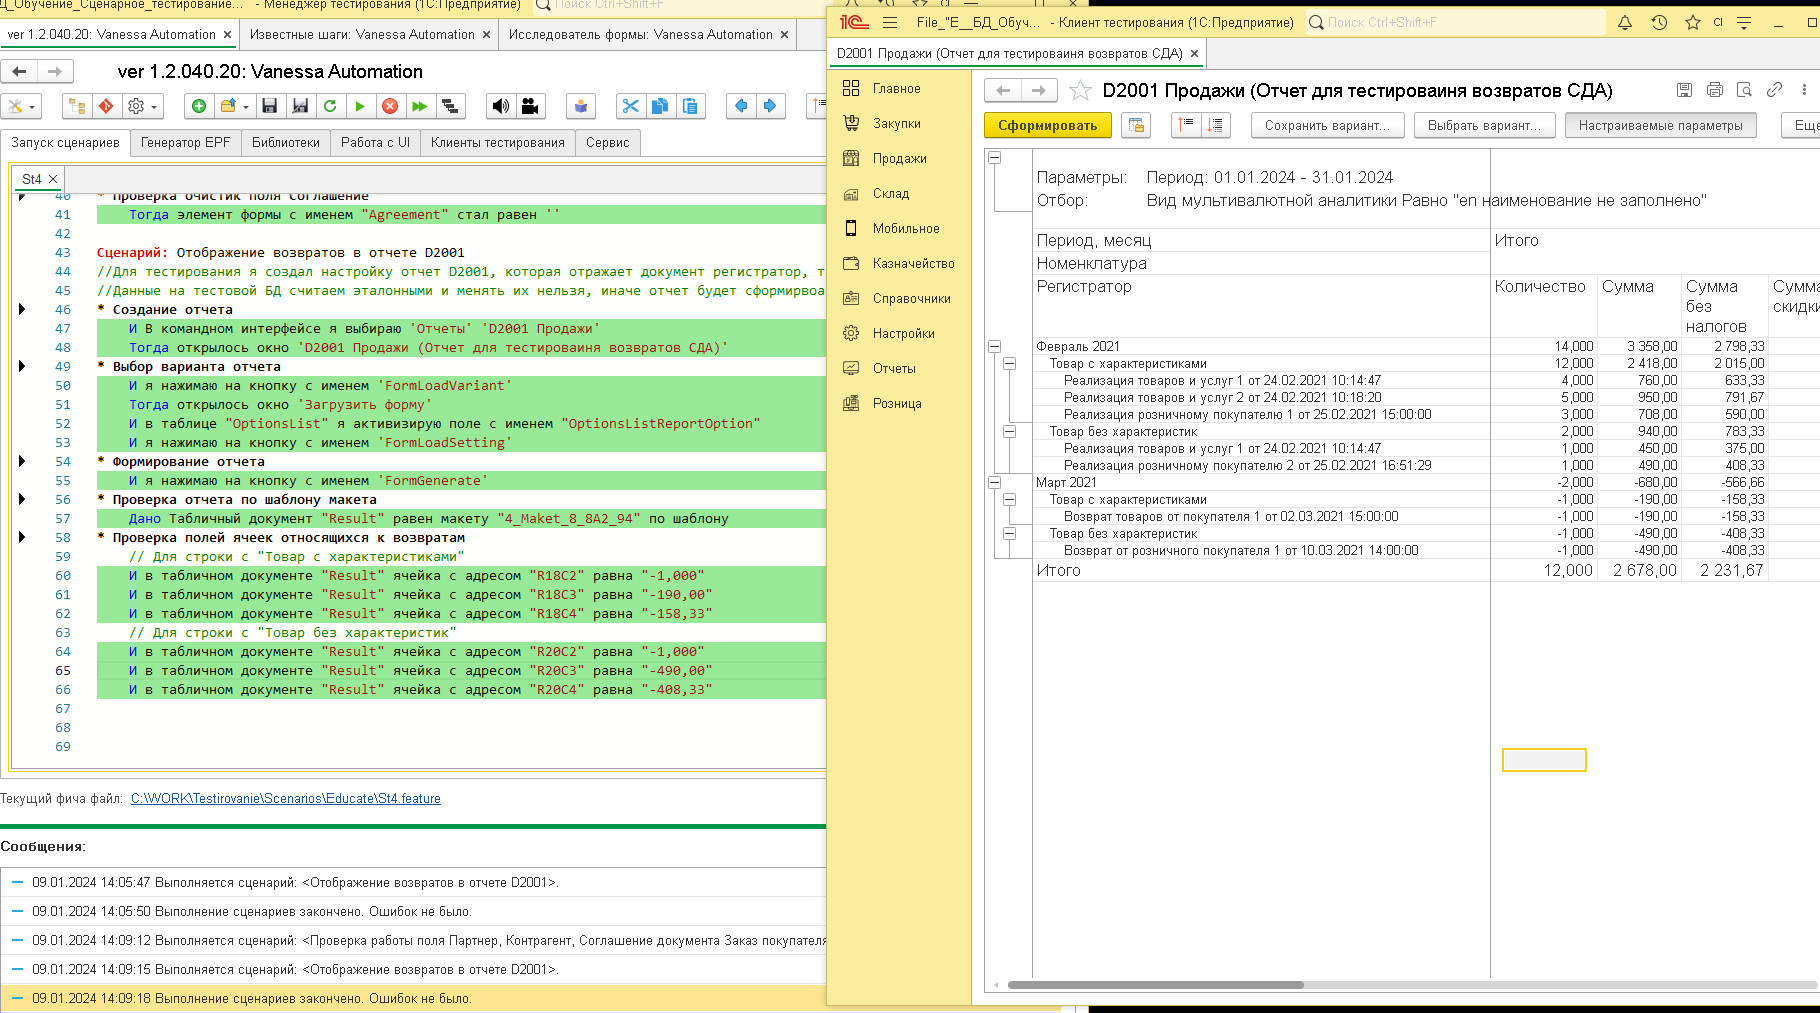 Д_Обучение_Сценарное_тестирование... - Менеджер тестирования (1С:Предприятие) Поиск Ctrl+Shift+F
ver 1.2.040.20: Vanessa Automation × Известные шаги: Vanessa Automation × Исследователь формы: Vanessa Automation ×
ver 1.2.040.20: Vanessa Automation
Запуск сценариев Генератор EPF Библиотеки Работа с UI Клиенты тестирования Сервис
St4 ×
40 * Проверка очистик поля Соглашение
41 Тогда элемент формы с именем "Agreement" стал равен ''
42
43 Сценарий: Отображение возвратов в отчете D2001
44 //Для тестирования я создал настройку отчет D2001, которая отражает документ регистратор, т
45 //Данные на тестовой БД считаем эталонными и менять их нельзя, иначе отчет будет сформирвоа
46 * Создание отчета
47 И В командном интерфейсе я выбираю 'Отчеты' 'D2001 Продажи'
48 Тогда открылось окно 'D2001 Продажи (Отчет для тестироваиня возвратов СДА)'
49 * Выбор варианта отчета
50 И я нажимаю на кнопку с именем 'FormLoadVariant'
51 Тогда открылось окно 'Загрузить форму'
52 И в таблице "OptionsList" я активизирую поле с именем "OptionsListReportOption"
53 И я нажимаю на кнопку с именем 'FormLoadSetting'
54 * Формирование отчета
55 И я нажимаю на кнопку с именем 'FormGenerate'
56 * Проверка отчета по шаблону макета
57 Дано Табличный документ "Result" равен макету "4_Maket_8_8A2_94" по шаблону
58 * Проверка полей ячеек относящихся к возвратам
59 // Для строки с "Товар с характеристиками"
60 И в табличном документе "Result" ячейка с адресом "R18C2" равна "-1,000"
61 И в табличном документе "Result" ячейка с адресом "R18C3" равна "-190,00"
62 И в табличном документе "Result" ячейка с адресом "R18C4" равна "-158,33"
63 // Для строки с "Товар без характеристик"
64 И в табличном документе "Result" ячейка с адресом "R20C2" равна "-1,000"
65 И в табличном документе "Result" ячейка с адресом "R20C3" равна "-490,00"
66 И в табличном документе "Result" ячейка с адресом "R20C4" равна "-408,33"
67
68
69
Текущий фича файл: C:\WORK\Testirovanie\Scenarios\Educate\St4.feature
Сообщения:
09.01.2024 14:05:47 Выполняется сценарий: <Отображение возвратов в отчете D2001>.
09.01.2024 14:05:50 Выполнение сценариев закончено. Ошибок не было.
09.01.2024 14:09:12 Выполняется сценарий: <Проверка работы поля Партнер, Контрагент, Соглашение документа Заказ покупателя
09.01.2024 14:09:15 Выполняется сценарий: <Отображение возвратов в отчете D2001>.
09.01.2024 14:09:18 Выполнение сценариев закончено. Ошибок не было.
1С File_"E__БД_Обуч... - Клиент тестирования (1С:Предприятие) Поиск Ctrl+Shift+F
D2001 Продажи (Отчет для тестироваиня возвратов СДА) ×
Главное
Закупки
Продажи
Склад
Мобильное
Казначейство
Справочники
Настройки
Отчеты
Розница
D2001 Продажи (Отчет для тестироваиня возвратов СДА)
Сформировать Сохранить вариант... Выбрать вариант... Настраиваемые параметры Еще
Параметры: Период: 01.01.2024 - 31.01.2024
Отбор: Вид мультивалютной аналитики Равно "en наименование не заполнено"
Период, месяц Итого
Номенклатура
Регистратор Количество Сумма Сумма без налогов Сумма скидки
Февраль 2021 14,000 3 358,00 2 798,33
Товар с характеристиками 12,000 2 418,00 2 015,00
Реализация товаров и услуг 1 от 24.02.2021 10:14:47 4,000 760,00 633,33
Реализация товаров и услуг 2 от 24.02.2021 10:18:20 5,000 950,00 791,67
Реализация розничному покупателю 1 от 25.02.2021 15:00:00 3,000 708,00 590,00
Товар без характеристик 2,000 940,00 783,33
Реализация товаров и услуг 1 от 24.02.2021 10:14:47 1,000 450,00 375,00
Реализация розничному покупателю 2 от 25.02.2021 16:51:29 1,000 490,00 408,33
Март 2021 -2,000 -680,00 -566,66
Товар с характеристиками -1,000 -190,00 -158,33
Возврат товаров от покупателя 1 от 02.03.2021 15:00:00 -1,000 -190,00 -158,33
Товар без характеристик -1,000 -490,00 -408,33
Возврат от розничного покупателя 1 от 10.03.2021 14:00:00 -1,000 -490,00 -408,33
Итого 12,000 2 678,00 2 231,67